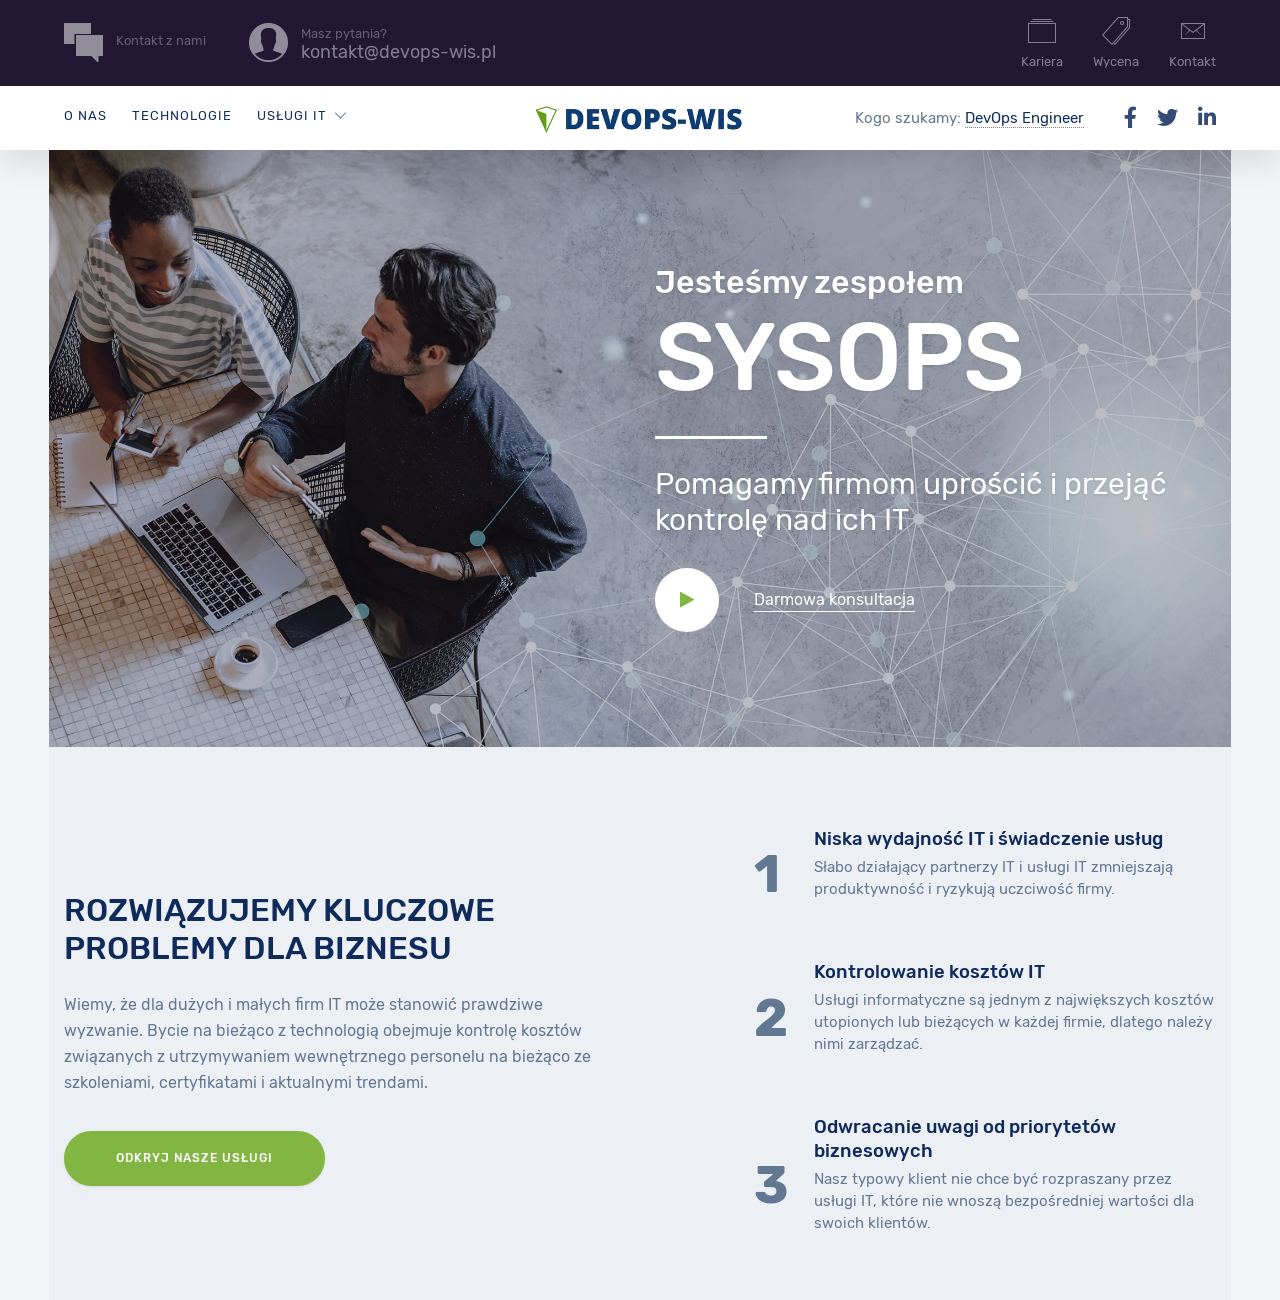 Kontakt z nami
Masz pytania?
kontakt@devops-wis.pl
Kariera
Wycena
Kontakt
O NAS
TECHNOLOGIE
USŁUGI IT
DEVOPS-WIS
Kogo szukamy: DevOps Engineer
Jesteśmy zespołem
SYSOPS
Pomagamy firmom uprościć i przejąć
kontrolę nad ich IT
Darmowa konsultacja
ROZWIĄZUJEMY KLUCZOWE
PROBLEMY DLA BIZNESU
Wiemy, że dla dużych i małych firm IT może stanowić prawdziwe
wyzwanie. Bycie na bieżąco z technologią obejmuje kontrolę kosztów
związanych z utrzymywaniem wewnętrznego personelu na bieżąco ze
szkoleniami, certyfikatami i aktualnymi trendami.
ODKRYJ NASZE USŁUGI
1
Niska wydajność IT i świadczenie usług
Słabo działający partnerzy IT i usługi IT zmniejszają
produktywność i ryzykują uczciwość firmy.
2
Kontrolowanie kosztów IT
Usługi informatyczne są jednym z największych kosztów
utopionych lub bieżących w każdej firmie, dlatego należy
nimi zarządzać.
3
Odwracanie uwagi od priorytetów
biznesowych
Nasz typowy klient nie chce być rozpraszany przez
usługi IT, które nie wnoszą bezpośredniej wartości dla
swoich klientów.